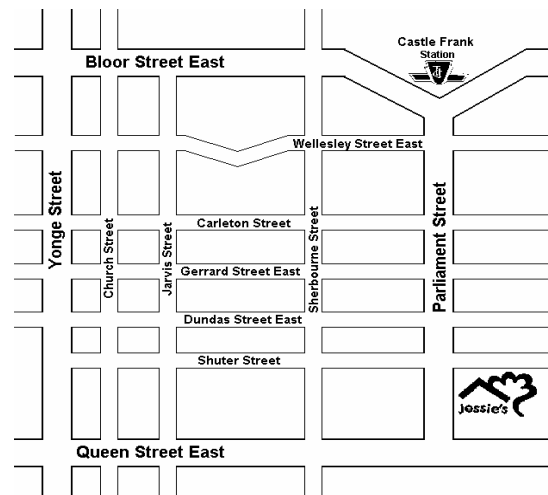 Castle Frank
Station
Bloor Street East
Wellesley Street East
Yonge Street
Church Street
Jarvis Street
Sherbourne Street
Parliament Street
Carleton Street
Gerrard Street East
Dundas Street East
Shuter Street
Jessie's
Queen Street East